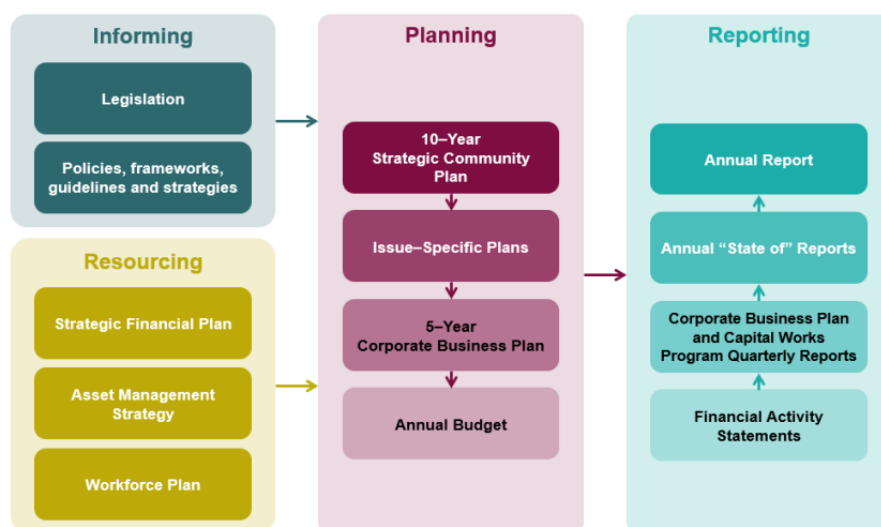 Informing
Legislation
Policies, frameworks,
guidelines and strategies
Resourcing
Strategic Financial Plan
Asset Management
Strategy
Workforce Plan
Planning
10–Year
Strategic Community
Plan
Issue–Specific Plans
5–Year
Corporate Business Plan
Annual Budget
Reporting
Annual Report
Annual “State of” Reports
Corporate Business Plan
and Capital Works
Program Quarterly Reports
Financial Activity
Statements